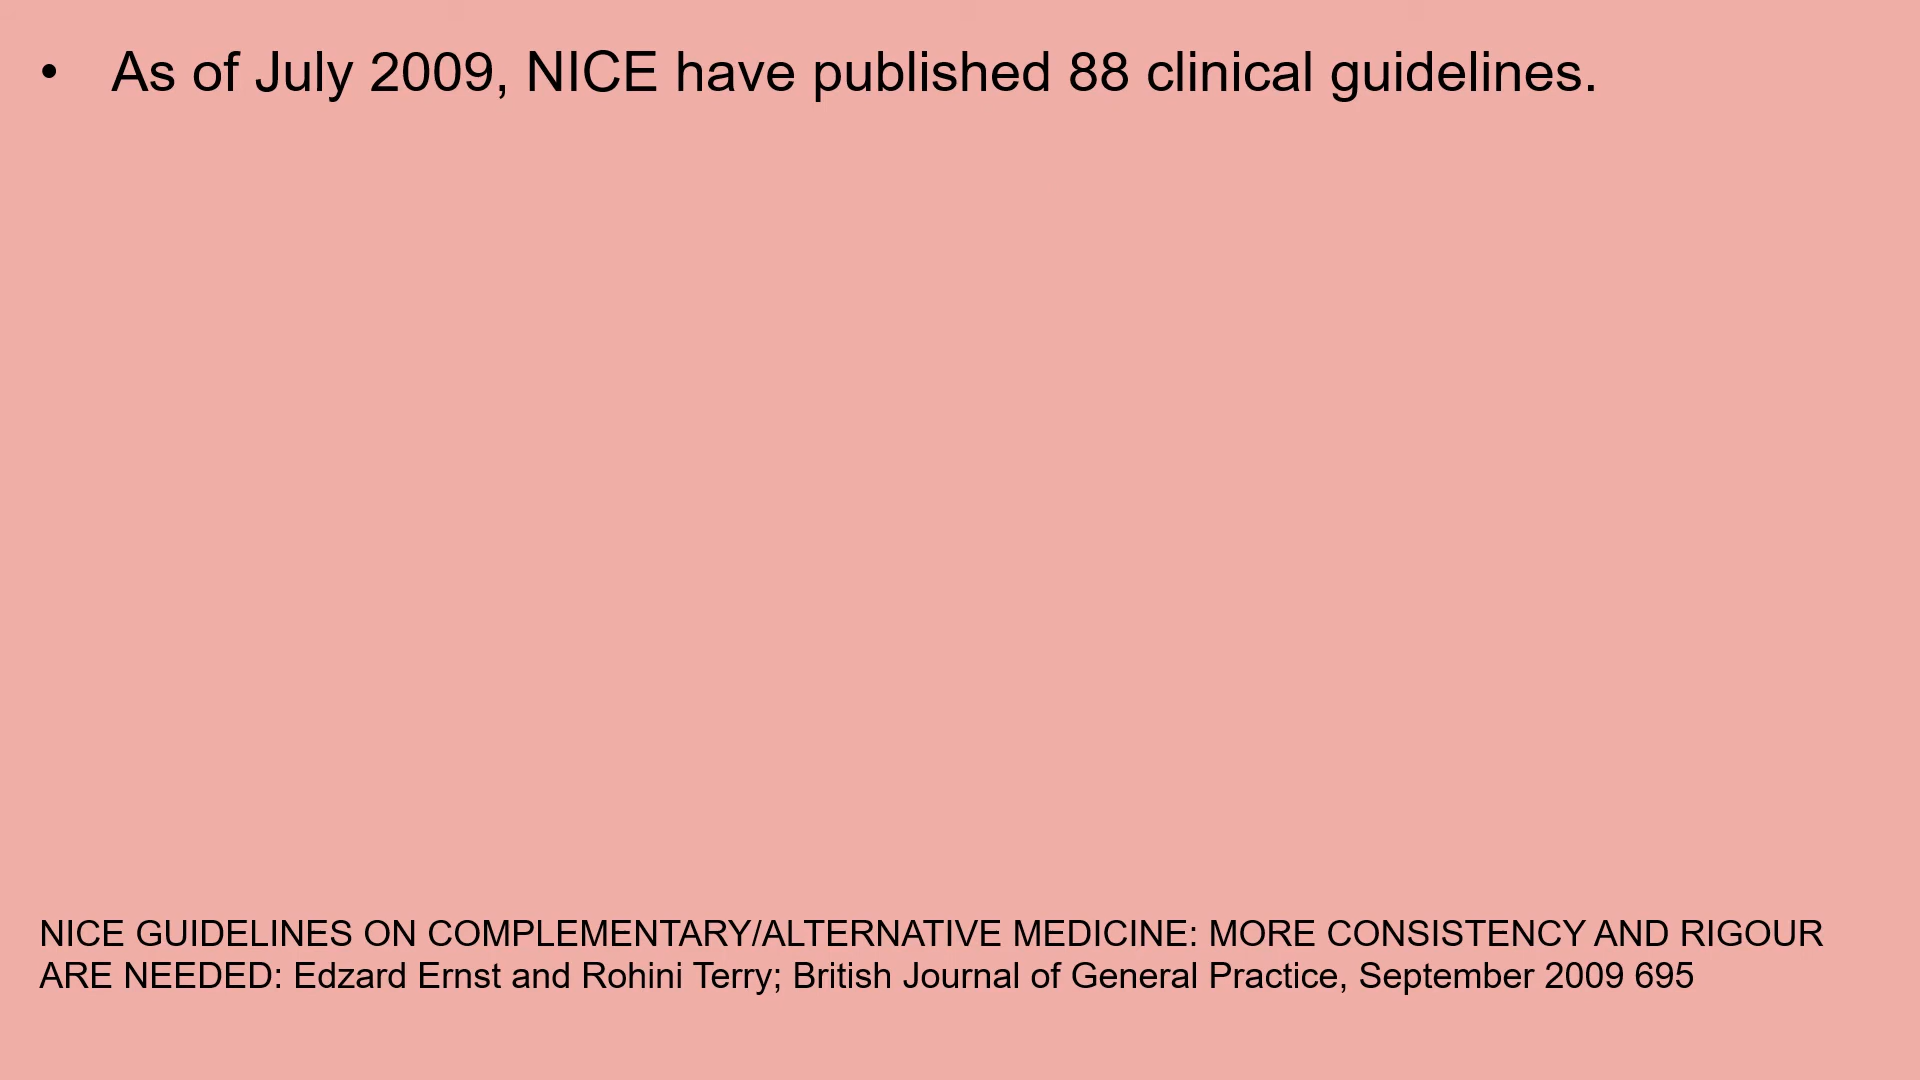 • As of July 2009, NICE have published 88 clinical guidelines.
NICE GUIDELINES ON COMPLEMENTARY/ALTERNATIVE MEDICINE: MORE CONSISTENCY AND RIGOUR
ARE NEEDED: Edzard Ernst and Rohini Terry; British Journal of General Practice, September 2009 695